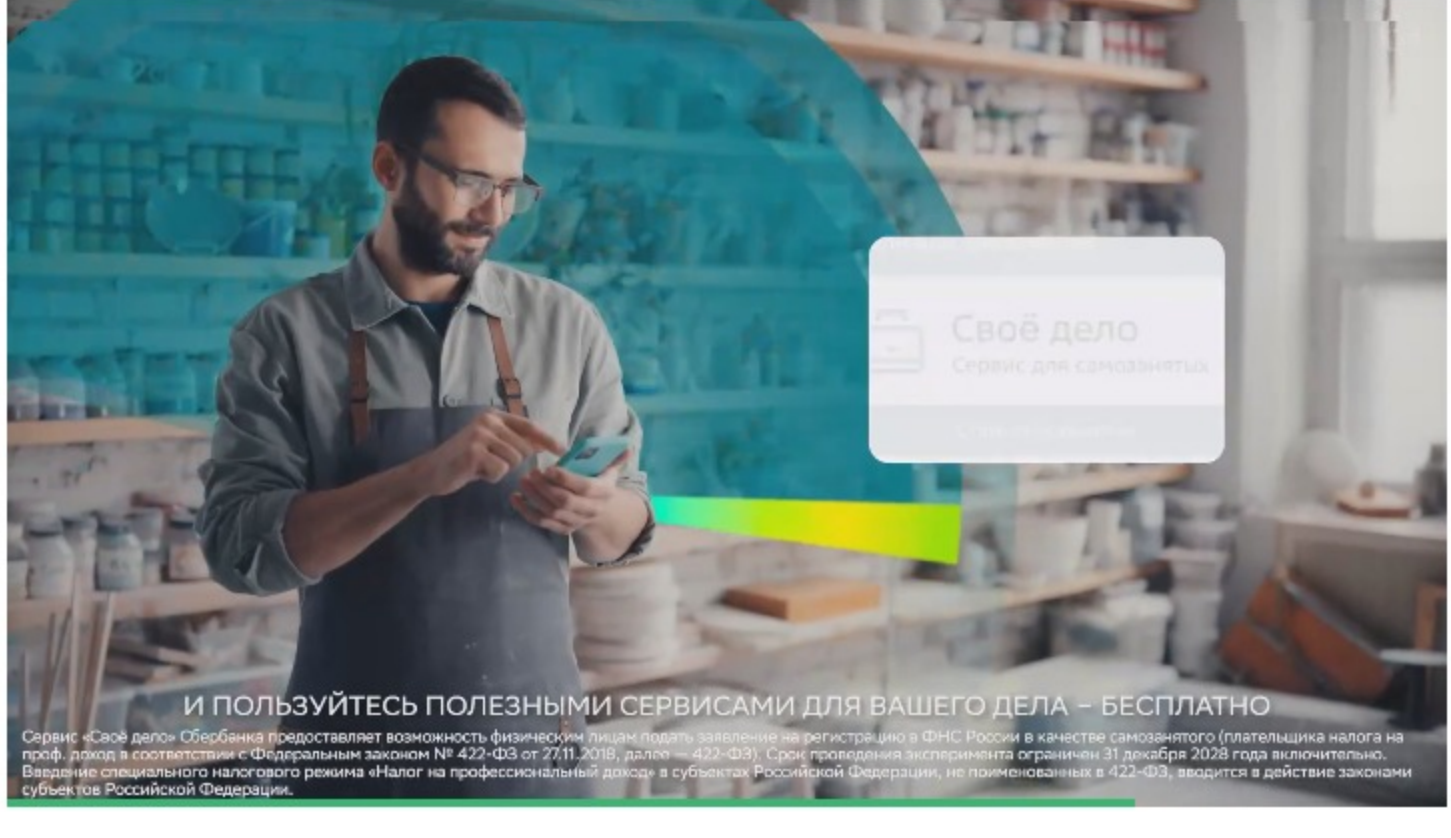 Своё дело
Сервис для самозанятых
И ПОЛЬЗУЙТЕСЬ ПОЛЕЗНЫМИ СЕРВИСАМИ ДЛЯ ВАШЕГО ДЕЛА – БЕСПЛАТНО
Сервис «Своё дело» Сбербанка предоставляет возможность физическим лицам подать заявление на регистрацию в ФНС России в качестве самозанятого (плательщика налога на
проф. доход в соответствии с Федеральным законом № 422-ФЗ от 27.11.2018, далее — 422-ФЗ). Срок проведения эксперимента ограничен 31 декабря 2028 года включительно.
Введение специального налогового режима «Налог на профессиональный доход» в субъектах Российской Федерации, не поименованных в 422-ФЗ, вводится в действие законами
субъектов Российской Федерации.